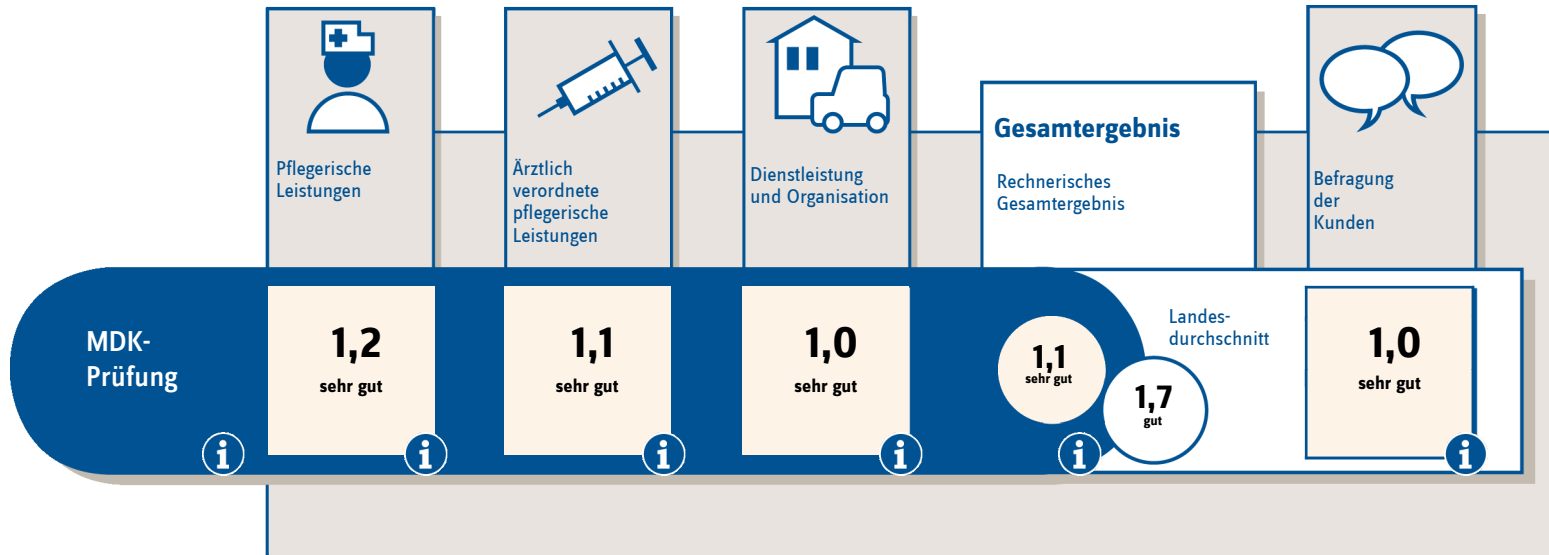 Pflegerische
Leistungen
Ärztlich
verordnete
pflegerische
Leistungen
Dienstleistung
und Organisation
Gesamtergebnis
Rechnerisches
Gesamtergebnis
Befragung
der
Kunden
MDK-
Prüfung
i
1,2
sehr gut
i
1,1
sehr gut
i
1,0
sehr gut
i
1,1
sehr gut
i
Landes-
durchschnitt
1,7
gut
1,0
sehr gut
i